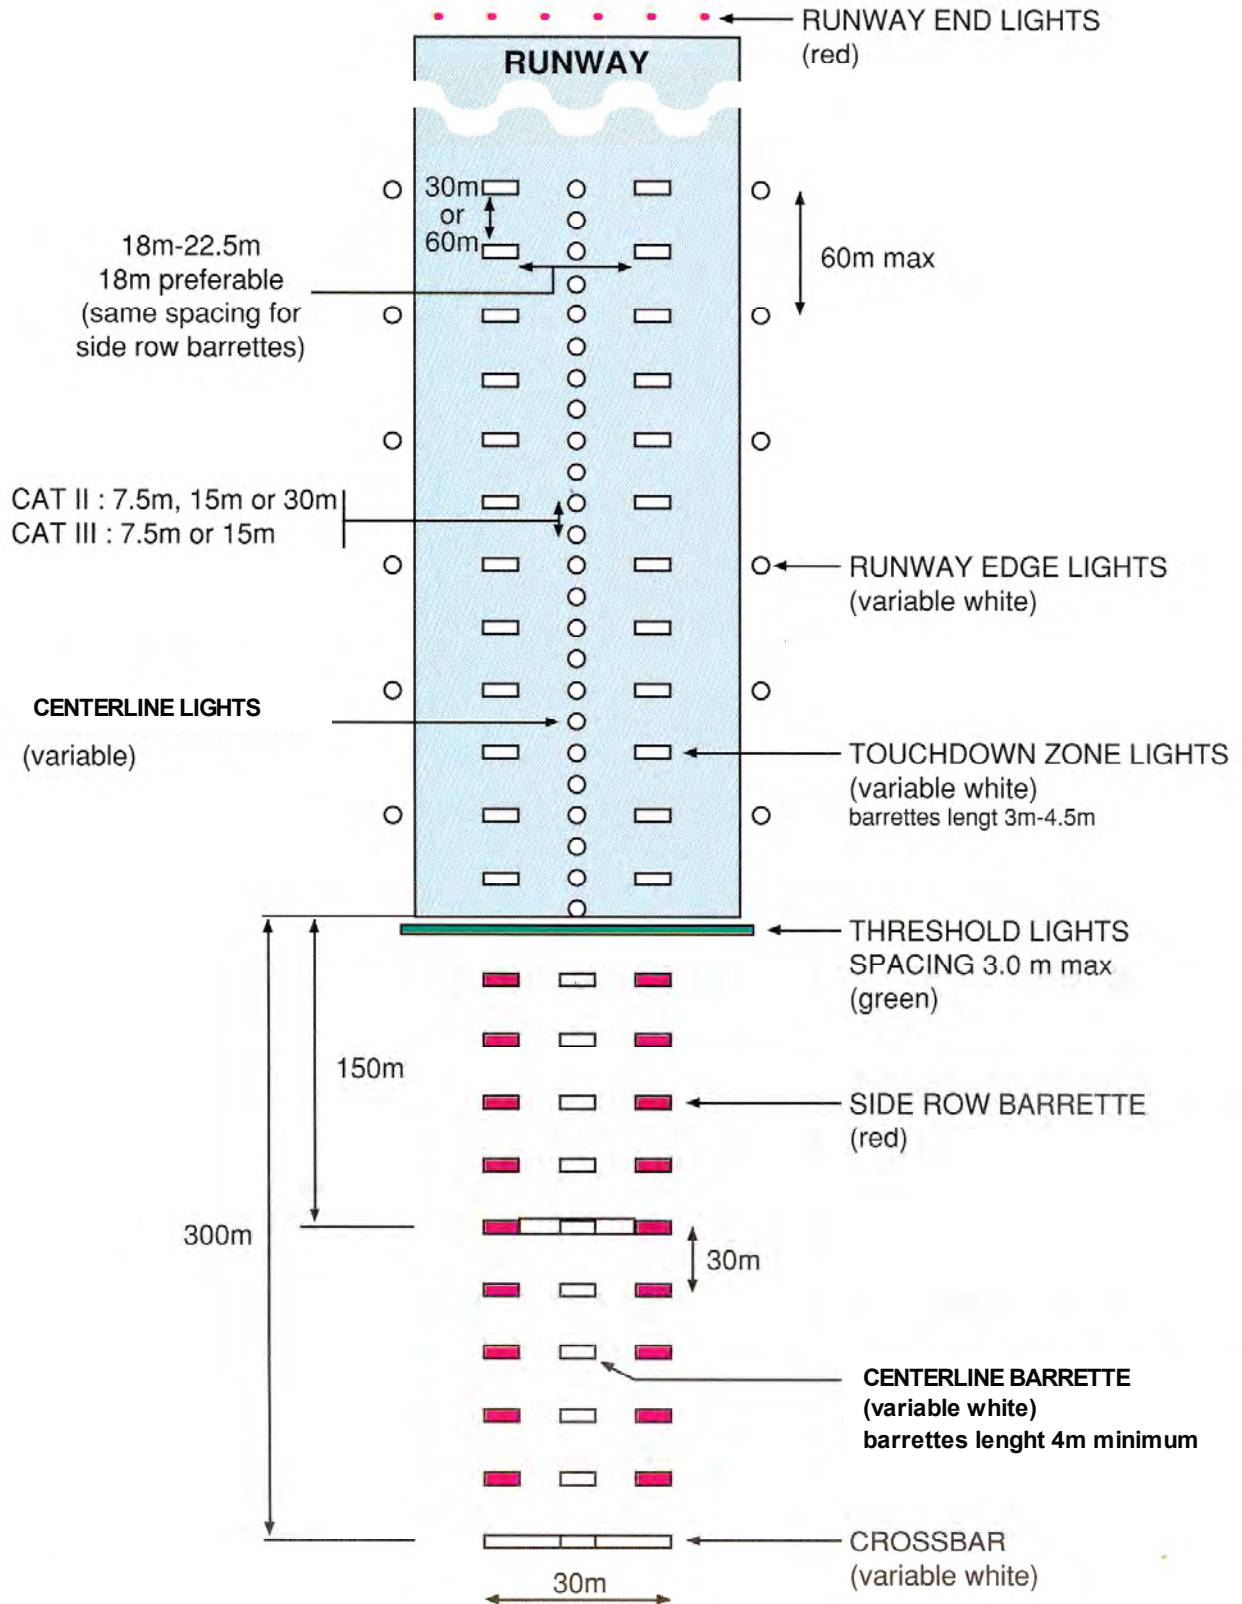 RUNWAY END LIGHTS
(red)
RUNWAY
30m
or
60m
18m-22.5m
18m preferable
(same spacing for
side row barrettes)
60m max
CAT II : 7.5m, 15m or 30m
CAT III : 7.5m or 15m
RUNWAY EDGE LIGHTS
(variable white)
CENTERLINE LIGHTS
(variable)
TOUCHDOWN ZONE LIGHTS
(variable white)
barrettes lengt 3m-4.5m
THRESHOLD LIGHTS
SPACING 3.0 m max
(green)
150m
SIDE ROW BARRETTE
(red)
300m
30m
CENTERLINE BARRETTE
(variable white)
barrettes lenght 4m minimum
CROSSBAR
(variable white)
30m